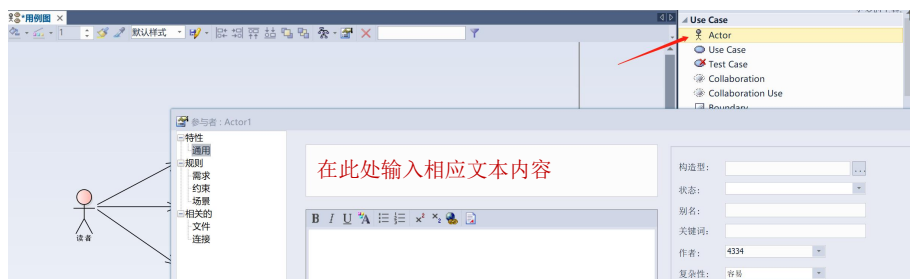 *用例图 ×
1 默认样式
Use Case
Actor
Use Case
Test Case
Collaboration
Collaboration Use
Boundary
参与者 : Actor1
特性
通用
规则
需求
约束
场景
相关的
文件
连接
在此处输入相应文本内容
B I U A x² x₂
构造型:
...
状态:
别名:
关键词:
作者: 4334
复杂性: 容易
读者